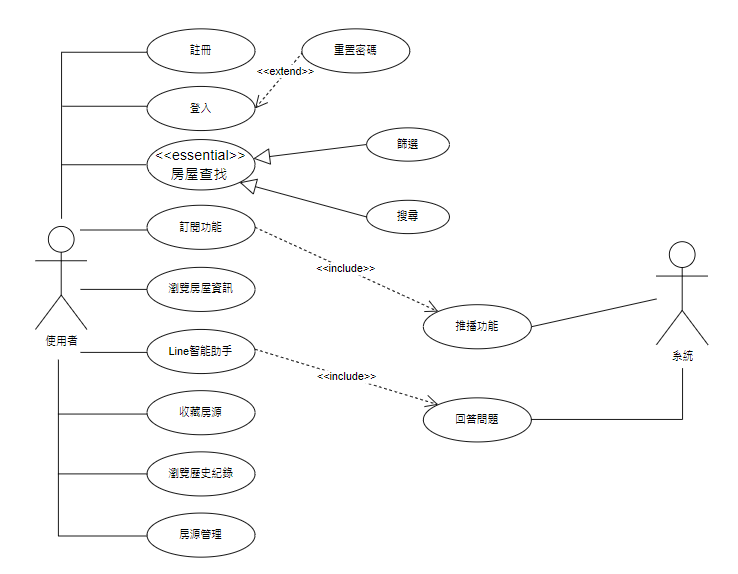 註冊
重置密碼
<<extend>>
登入
<<essential>>
房屋查找
篩選
搜尋
訂閱功能
<<include>>
瀏覽房屋資訊
推播功能
使用者
Line智能助手
系統
<<include>>
收藏房源
回答問題
瀏覽歷史紀錄
房源管理